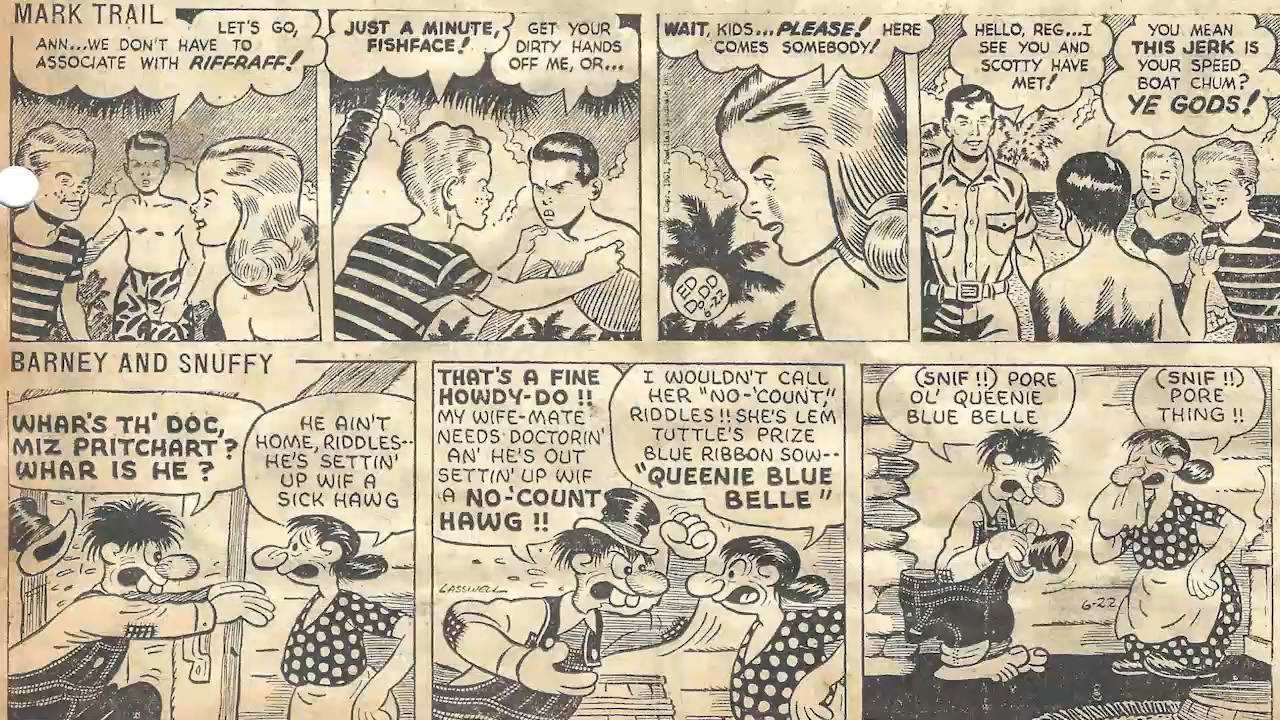 MARK TRAIL
LET'S GO,
ANN...WE DON'T HAVE TO
ASSOCIATE WITH RIFFRAFF!
JUST A MINUTE,
FISHFACE!
GET YOUR
DIRTY HANDS
OFF ME, OR...
WAIT, KIDS...PLEASE! HERE
COMES SOMEBODY!
ED
DODD
6-22
HELLO, REG...I
SEE YOU AND
SCOTTY HAVE
MET!
YOU MEAN
THIS JERK IS
YOUR SPEED
BOAT CHUM?
YE GODS!
BARNEY AND SNUFFY
WHAR'S TH' DOC,
MIZ PRITCHART?
WHAR IS HE?
HE AIN'T
HOME, RIDDLES--
HE'S SETTIN'
UP WIF A
SICK HAWG
THAT'S A FINE
HOWDY-DO!!
MY WIFE-MATE
NEEDS DOCTORIN'
AN' HE'S OUT
SETTIN' UP WIF
A NO-'COUNT
HAWG!!
I WOULDN'T CALL
HER "NO-'COUNT,"
RIDDLES!! SHE'S LEM
TUTTLE'S PRIZE
BLUE RIBBON SOW--
"QUEENIE BLUE
BELLE"
LASSWELL
(SNIF!!) PORE
OL' QUEENIE
BLUE BELLE
(SNIF!!)
PORE
THING!!
6-22